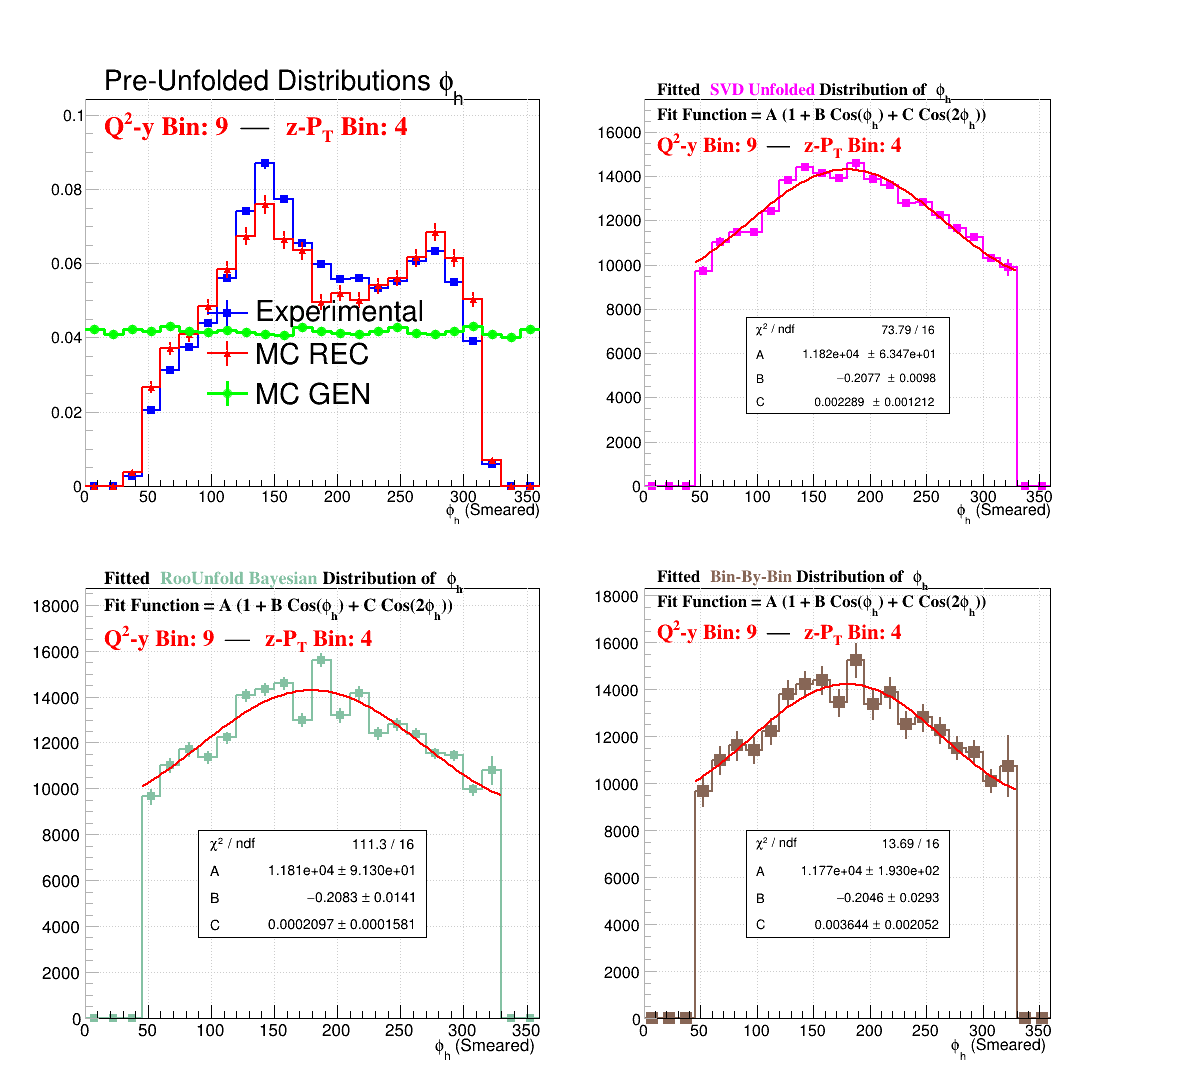 Pre-Unfolded Distributions ϕh
Q²-y Bin: 9 — z-PT Bin: 4
0.1
0.08
0.06
0.04
0.02
0
Experimental
MC REC
MC GEN
0 50 100 150 200 250 300 350
ϕh (Smeared)
Fitted SVD Unfolded Distribution of ϕh
Fit Function = A (1 + B Cos(ϕh) + C Cos(2ϕh))
Q²-y Bin: 9 — z-PT Bin: 4
16000
14000
12000
10000
8000
6000
4000
2000
0
χ² / ndf 73.79 / 16
A 1.182e+04 ± 6.347e+01
B −0.2077 ± 0.0098
C 0.002289 ± 0.001212
0 50 100 150 200 250 300 350
ϕh (Smeared)
Fitted RooUnfold Bayesian Distribution of ϕh
Fit Function = A (1 + B Cos(ϕh) + C Cos(2ϕh))
Q²-y Bin: 9 — z-PT Bin: 4
18000
16000
14000
12000
10000
8000
6000
4000
2000
0
χ² / ndf 111.3 / 16
A 1.181e+04 ± 9.130e+01
B −0.2083 ± 0.0141
C 0.0002097 ± 0.0001581
0 50 100 150 200 250 300 350
ϕh (Smeared)
Fitted Bin-By-Bin Distribution of ϕh
Fit Function = A (1 + B Cos(ϕh) + C Cos(2ϕh))
Q²-y Bin: 9 — z-PT Bin: 4
18000
16000
14000
12000
10000
8000
6000
4000
2000
0
χ² / ndf 13.69 / 16
A 1.177e+04 ± 1.930e+02
B −0.2046 ± 0.0293
C 0.003644 ± 0.002052
0 50 100 150 200 250 300 350
ϕh (Smeared)